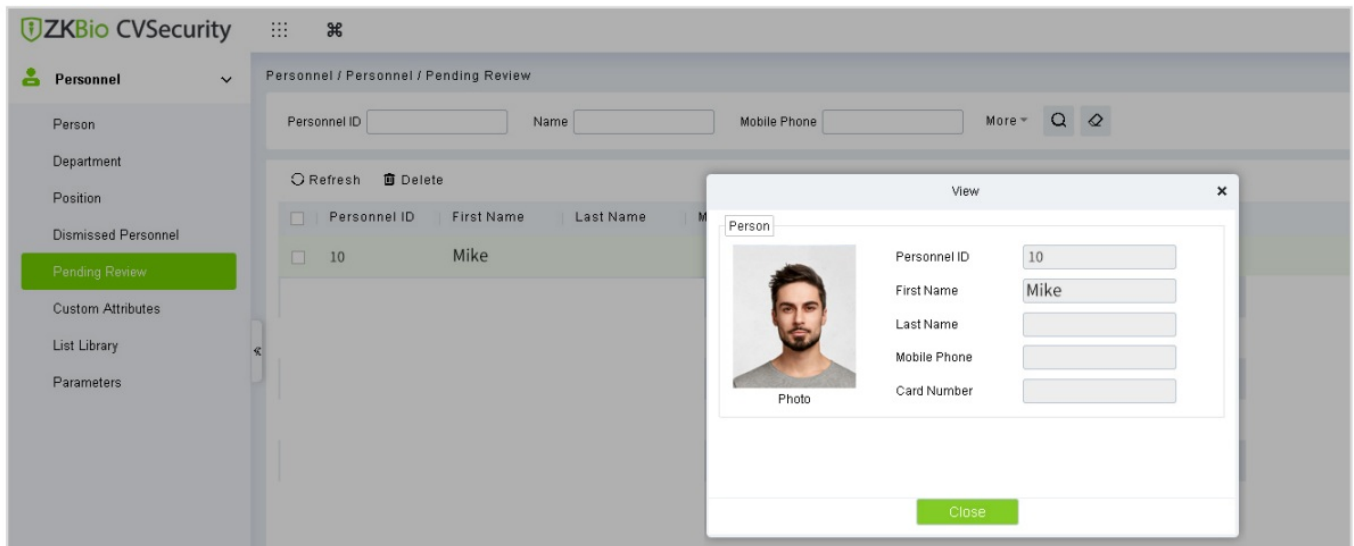 ZKBio CVSecurity
Personnel
Person
Department
Position
Dismissed Personnel
Pending Review
Custom Attributes
List Library
Parameters
Personnel / Personnel / Pending Review
Personnel ID Name Mobile Phone More
Refresh Delete
Personnel ID First Name Last Name M
10 Mike
View
Person
Photo
Personnel ID 10
First Name Mike
Last Name
Mobile Phone
Card Number
Close